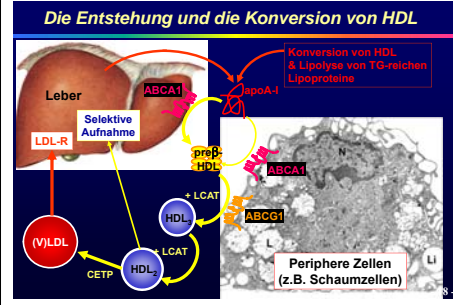 Die Entstehung und die Konversion von HDL
Konversion von HDL
& Lipolyse von TG-reichen
Lipoproteine
Leber
ABCA1
apoA-I
Selektive
Aufnahme
LDL-R
preβ
HDL
N
ABCA1
+ LCAT
ABCG1
HDL3
(V)LDL
+ LCAT
L
Li
HDL2
CETP
Periphere Zellen
(z.B. Schaumzellen)
8 -